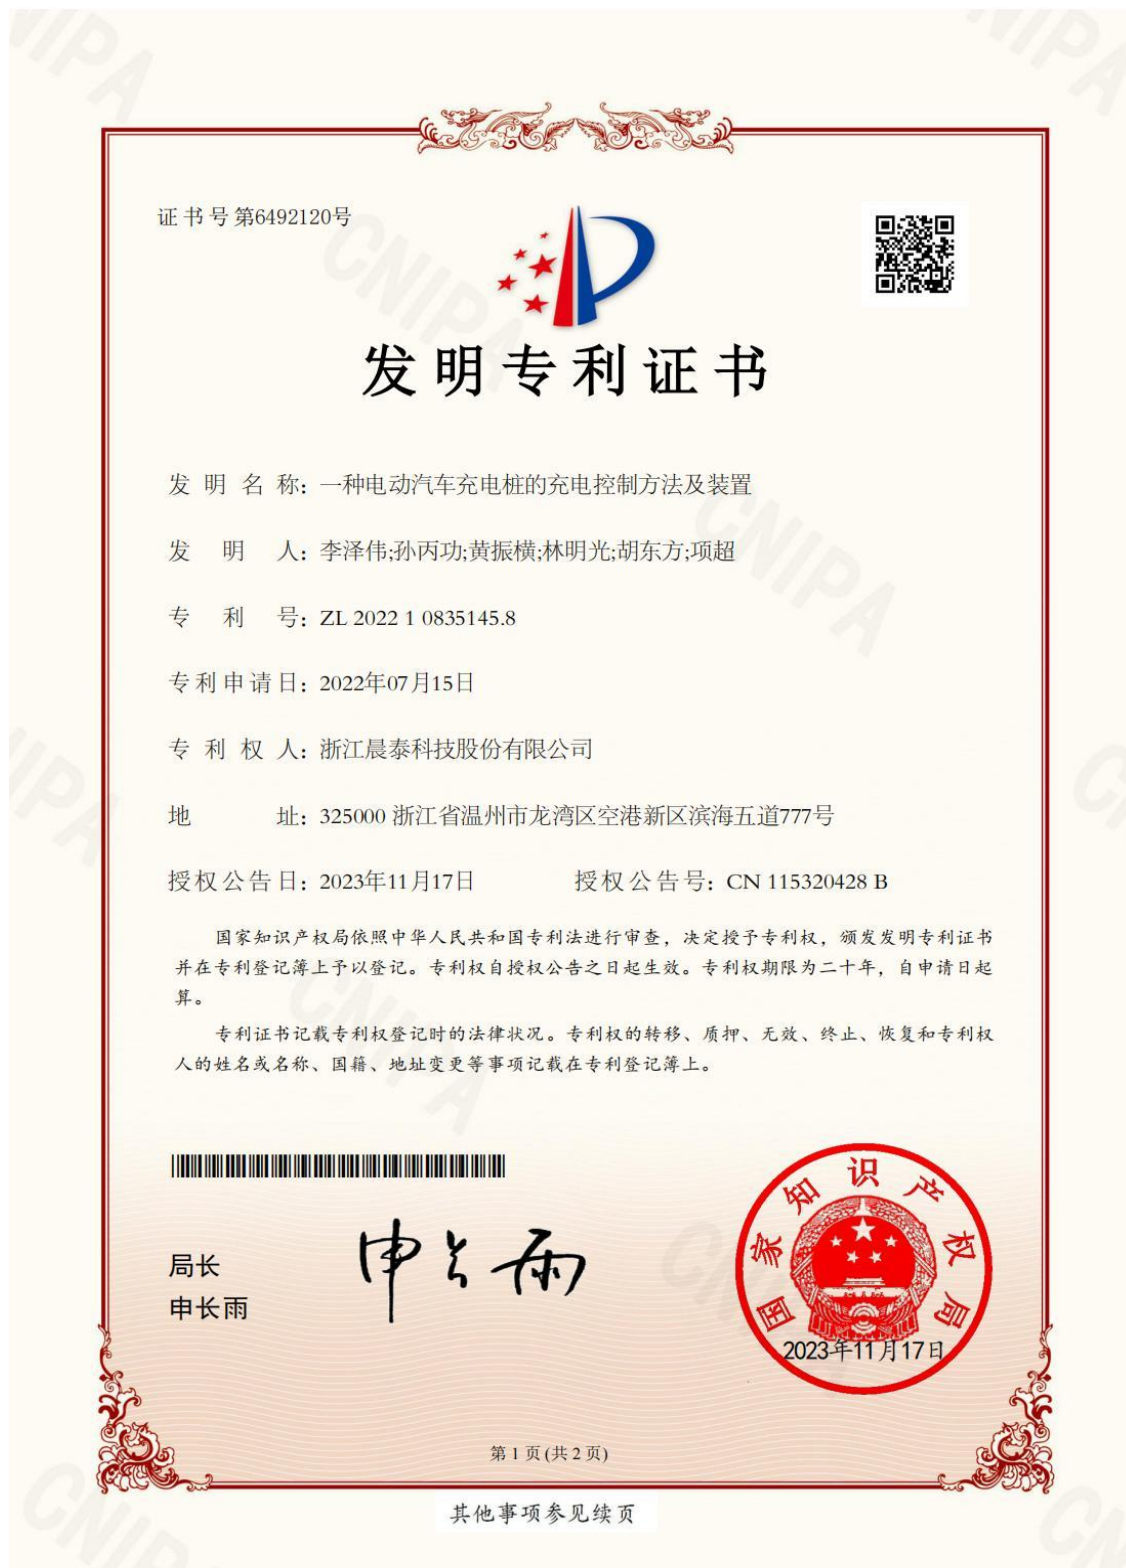 证书号第6492120号
发明专利证书
发明名称：一种电动汽车充电桩的充电控制方法及装置
发明人：李泽伟;孙丙功;黄振横;林明光;胡东方;项超
专利号：ZL 2022 1 0835145.8
专利申请日：2022年07月15日
专利权人：浙江晨泰科技股份有限公司
地址：325000 浙江省温州市龙湾区空港新区滨海五道777号
授权公告日：2023年11月17日 授权公告号：CN 115320428 B
国家知识产权局依照中华人民共和国专利法进行审查，决定授予专利权，颁发发明专利证书
并在专利登记簿上予以登记。专利权自授权公告之日起生效。专利权期限为二十年，自申请日起
算。
专利证书记载专利权登记时的法律状况。专利权的转移、质押、无效、终止、恢复和专利权
人的姓名或名称、国籍、地址变更等事项记载在专利登记簿上。
局长
申长雨
申长雨
国家知识产权局
2023年11月17日
第 1 页 (共 2 页)
其他事项参见续页
CNIPA
CNIPA
CNIPA
CNIPA
CNIPA
CNIPA